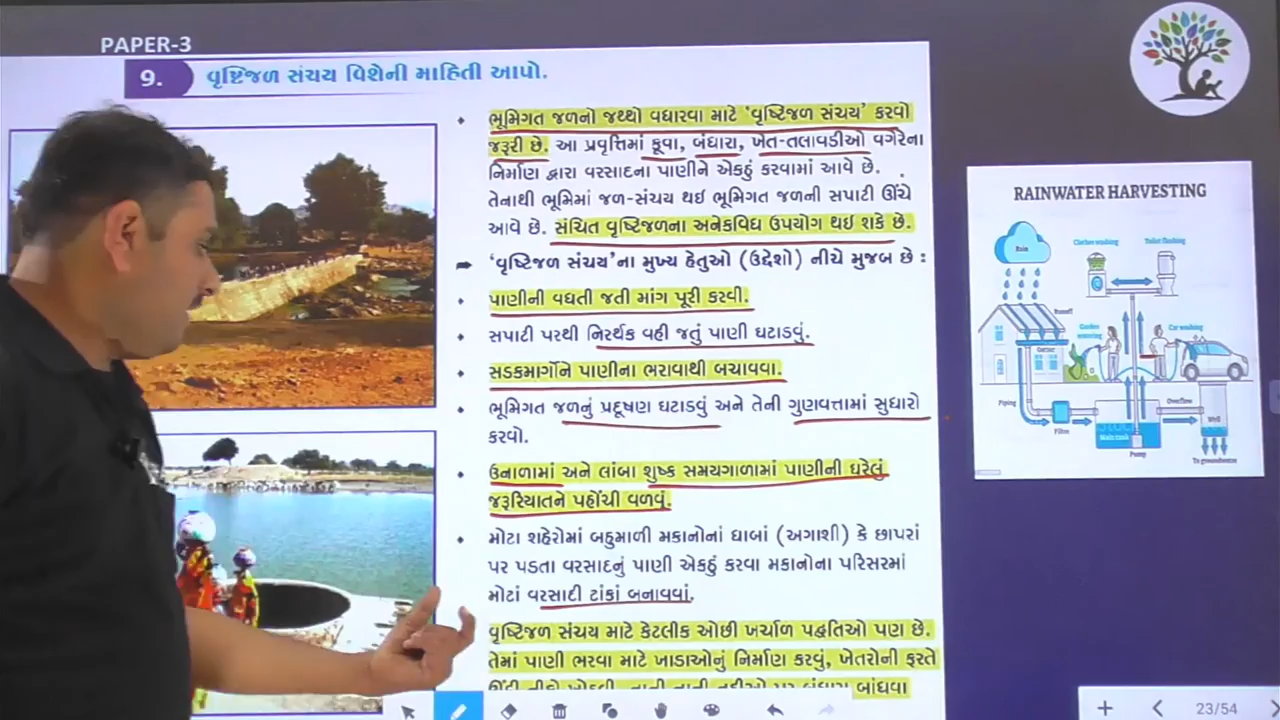 PAPER-3
9. વૃષ્ટિજળ સંચય વિશેની માહિતી આપો.
• ભૂમિગત જળનો જથ્થો વધારવા માટે 'વૃષ્ટિજળ સંચય' કરવો
જરૂરી છે. આ પ્રવૃત્તિમાં કૂવા, બંધારા, ખેત-તલાવડીઓ વગેરેના
નિર્માણ દ્વારા વરસાદના પાણીને એકઠું કરવામાં આવે છે.
તેનાથી ભૂમિમાં જળ-સંચય થઈ ભૂમિગત જળની સપાટી ઊંચે
આવે છે. સંચિત વૃષ્ટિજળના અનેકવિધ ઉપયોગ થઈ શકે છે.
➡ 'વૃષ્ટિજળ સંચય'ના મુખ્ય હેતુઓ (ઉદ્દેશો) નીચે મુજબ છે :
• પાણીની વધતી જતી માંગ પૂરી કરવી.
• સપાટી પરથી નિરર્થક વહી જતું પાણી ઘટાડવું.
• સડકમાર્ગોને પાણીના ભરાવાથી બચાવવા.
• ભૂમિગત જળનું પ્રદૂષણ ઘટાડવું અને તેની ગુણવત્તામાં સુધારો
કરવો.
• ઉનાળામાં અને લાંબા શુષ્ક સમયગાળામાં પાણીની ઘરેલું
જરૂરિયાતને પહોંચી વળવું.
• મોટા શહેરોમાં બહુમાળી મકાનોનાં ધાબાં (અગાશી) કે છાપરાં
પર પડતા વરસાદનું પાણી એકઠું કરવા મકાનોના પરિસરમાં
મોટાં વરસાદી ટાંકાં બનાવવાં.
વૃષ્ટિજળ સંચય માટે કેટલીક ઓછી ખર્ચાળ પદ્ધતિઓ પણ છે.
તેમાં પાણી ભરવા માટે ખાડાઓનું નિર્માણ કરવું, ખેતરોની ફરતે
બાંધવા
RAINWATER HARVESTING
Rain
Clothes washing
Toilet flushing
Runoff
Gutter
Garden watering
Car washing
Piping
Filter
Main tank
Pump
Overflow
Well
To groundwater
23/54